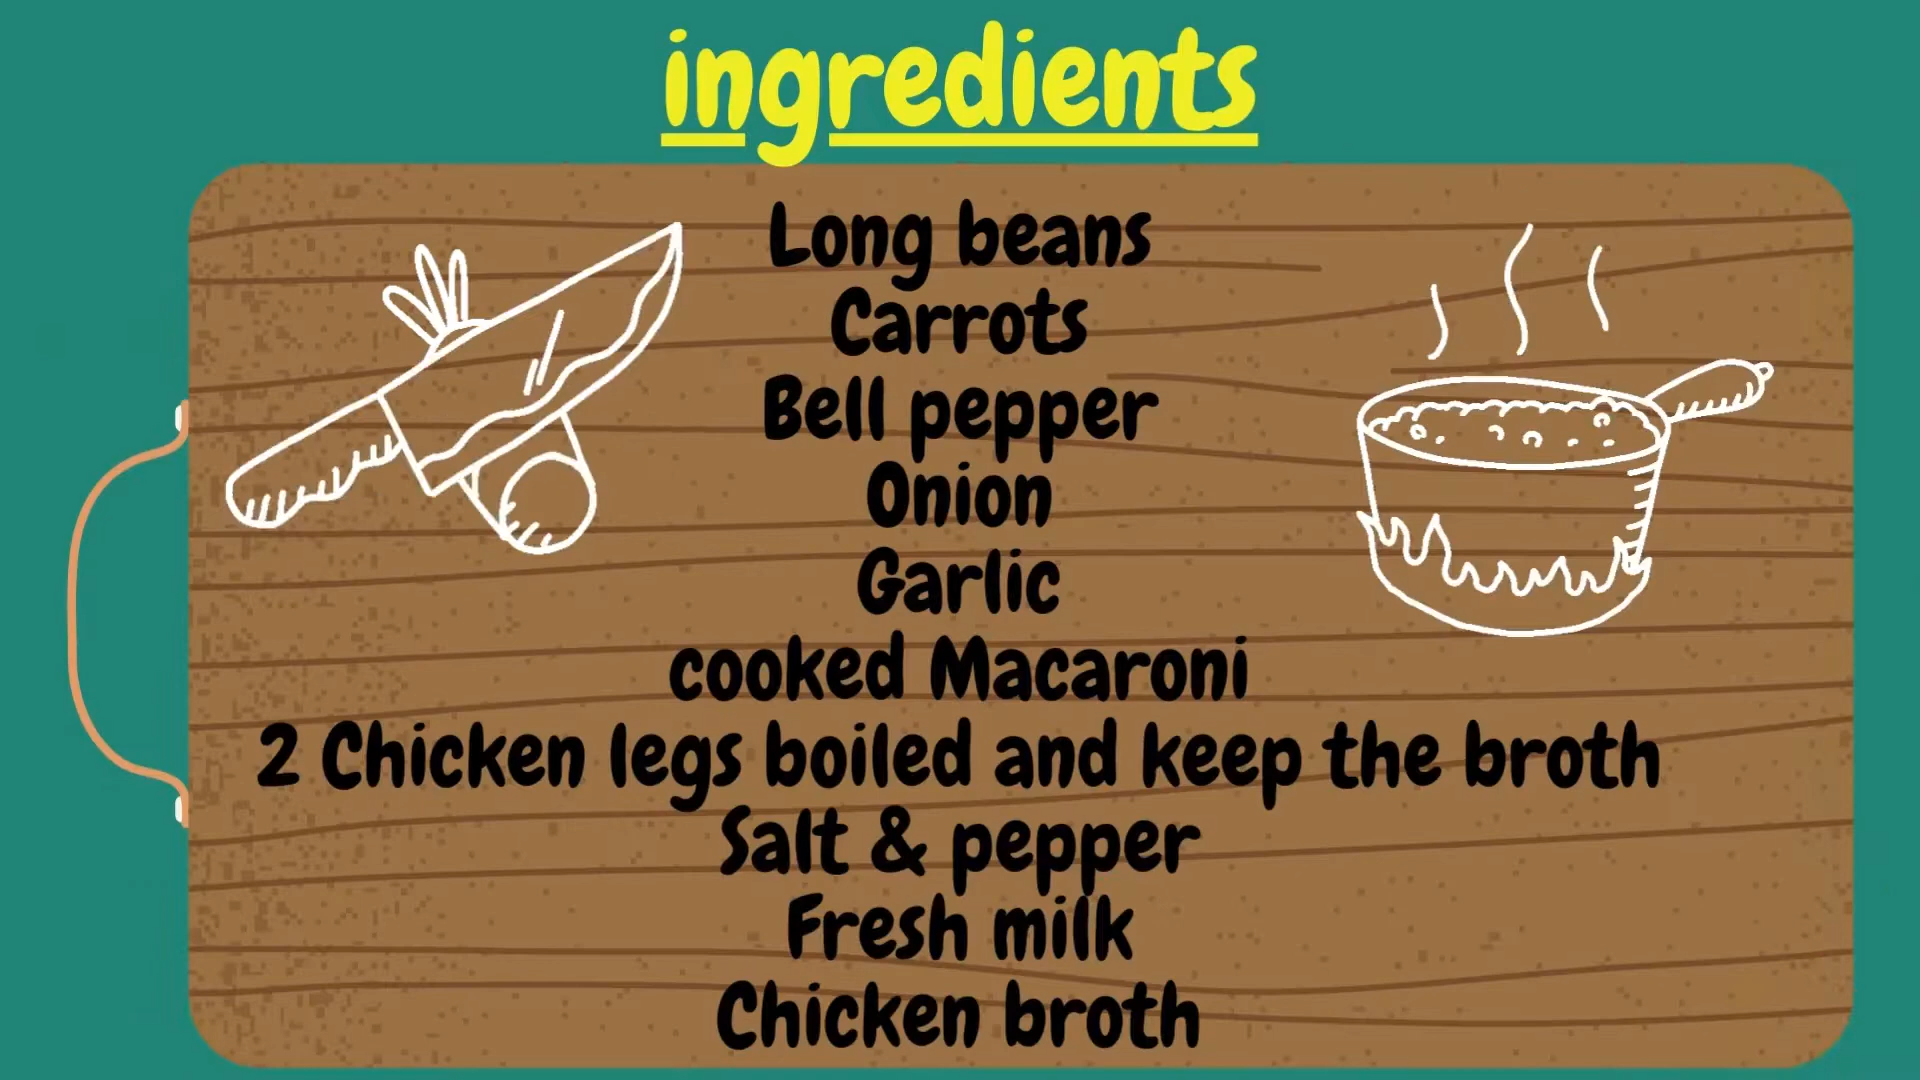 ingredients
Long beans
Carrots
Bell pepper
Onion
Garlic
cooked Macaroni
2 Chicken legs boiled and keep the broth
Salt & pepper
Fresh milk
Chicken broth